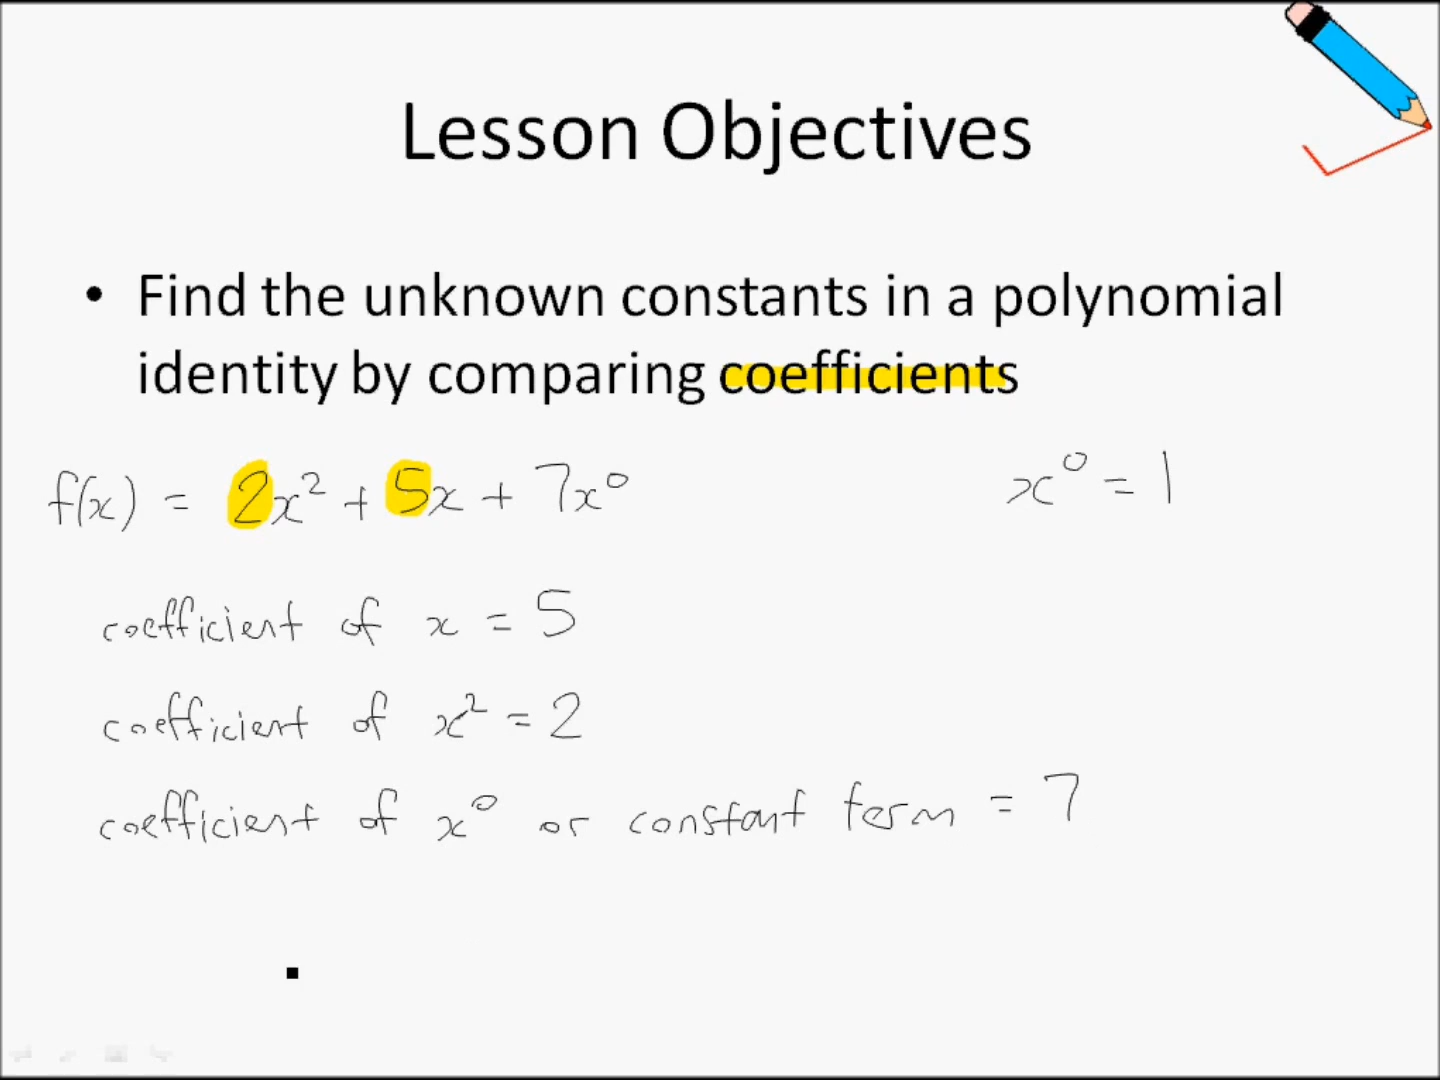 Lesson Objectives
• Find the unknown constants in a polynomial
identity by comparing coefficients
f(x) = 2x² + 5x + 7x⁰
x⁰ = 1
coefficient of x = 5
coefficient of x² = 2
coefficient of x⁰ or constant term = 7